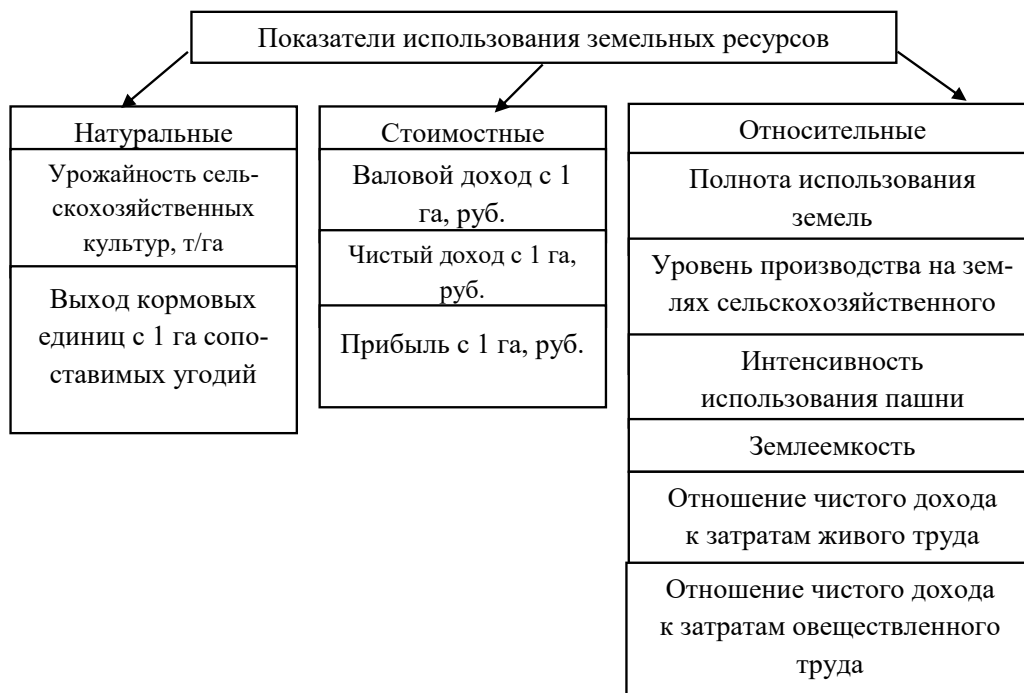 Показатели использования земельных ресурсов
Натуральные
Урожайность сель-
скохозяйственных
культур, т/га
Выход кормовых
единиц с 1 га сопо-
ставимых угодий
Стоимостные
Валовой доход с 1
га, руб.
Чистый доход с 1 га,
руб.
Прибыль с 1 га, руб.
Относительные
Полнота использования
земель
Уровень производства на зем-
лях сельскохозяйственного
Интенсивность
использования пашни
Землеемкость
Отношение чистого дохода
к затратам живого труда
Отношение чистого дохода
к затратам овеществленного
труда